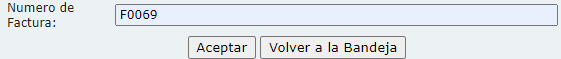 Numero de
Factura:
F0069
Aceptar
Volver a la Bandeja